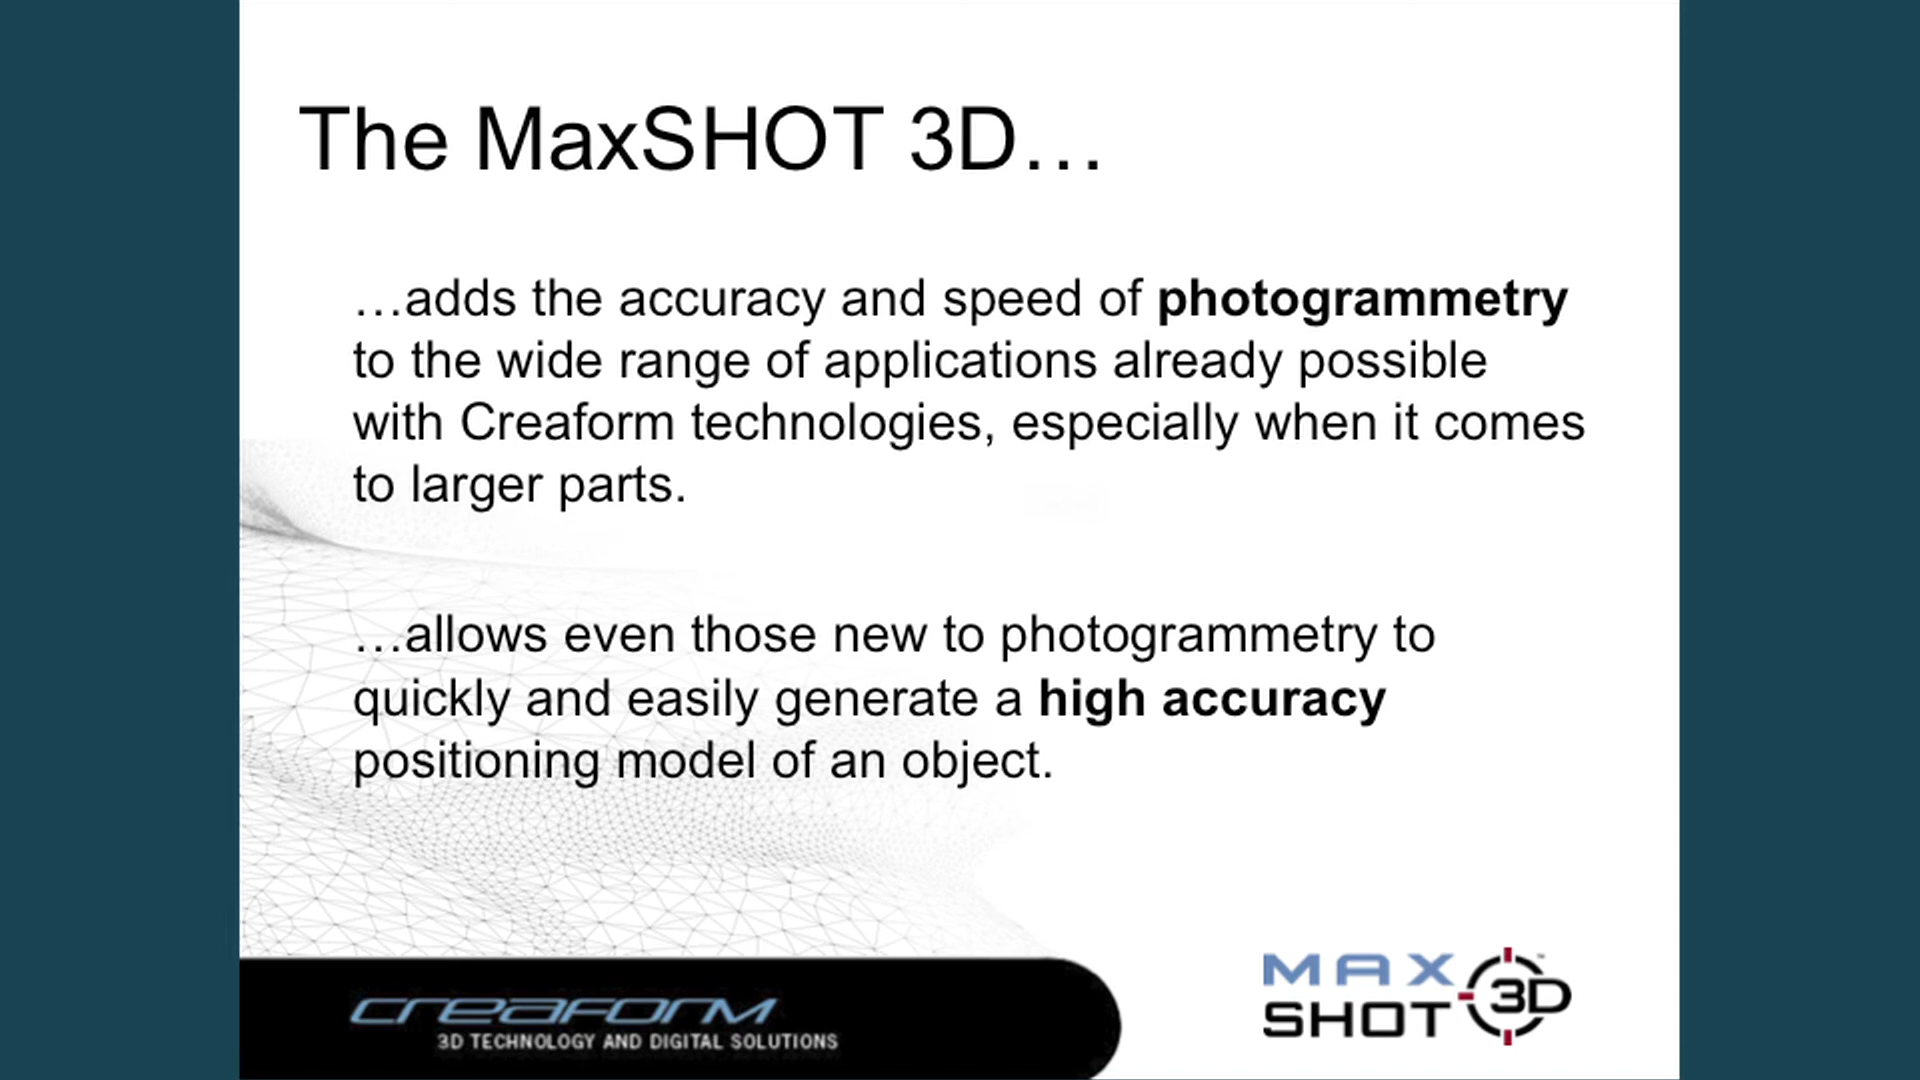 The MaxSHOT 3D…
…adds the accuracy and speed of photogrammetry
to the wide range of applications already possible
with Creaform technologies, especially when it comes
to larger parts.
…allows even those new to photogrammetry to
quickly and easily generate a high accuracy
positioning model of an object.
CREAFORM
3D TECHNOLOGY AND DIGITAL SOLUTIONS
MAX
SHOT 3D™